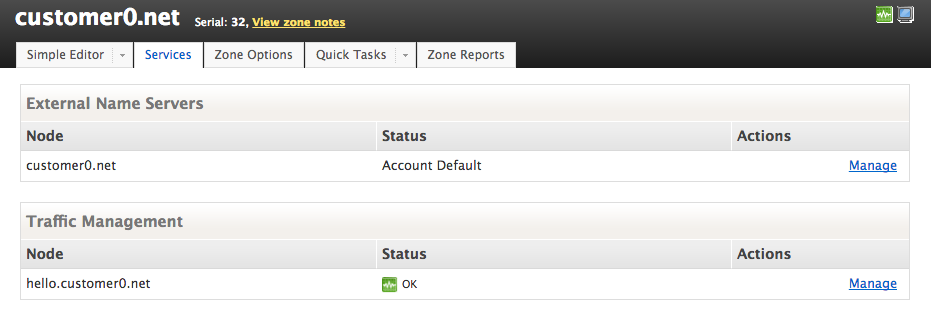 customer0.net Serial: 32, View zone notes
Simple Editor Services Zone Options Quick Tasks Zone Reports
External Name Servers
Node Status Actions
customer0.net Account Default Manage
Traffic Management
Node Status Actions
hello.customer0.net OK Manage